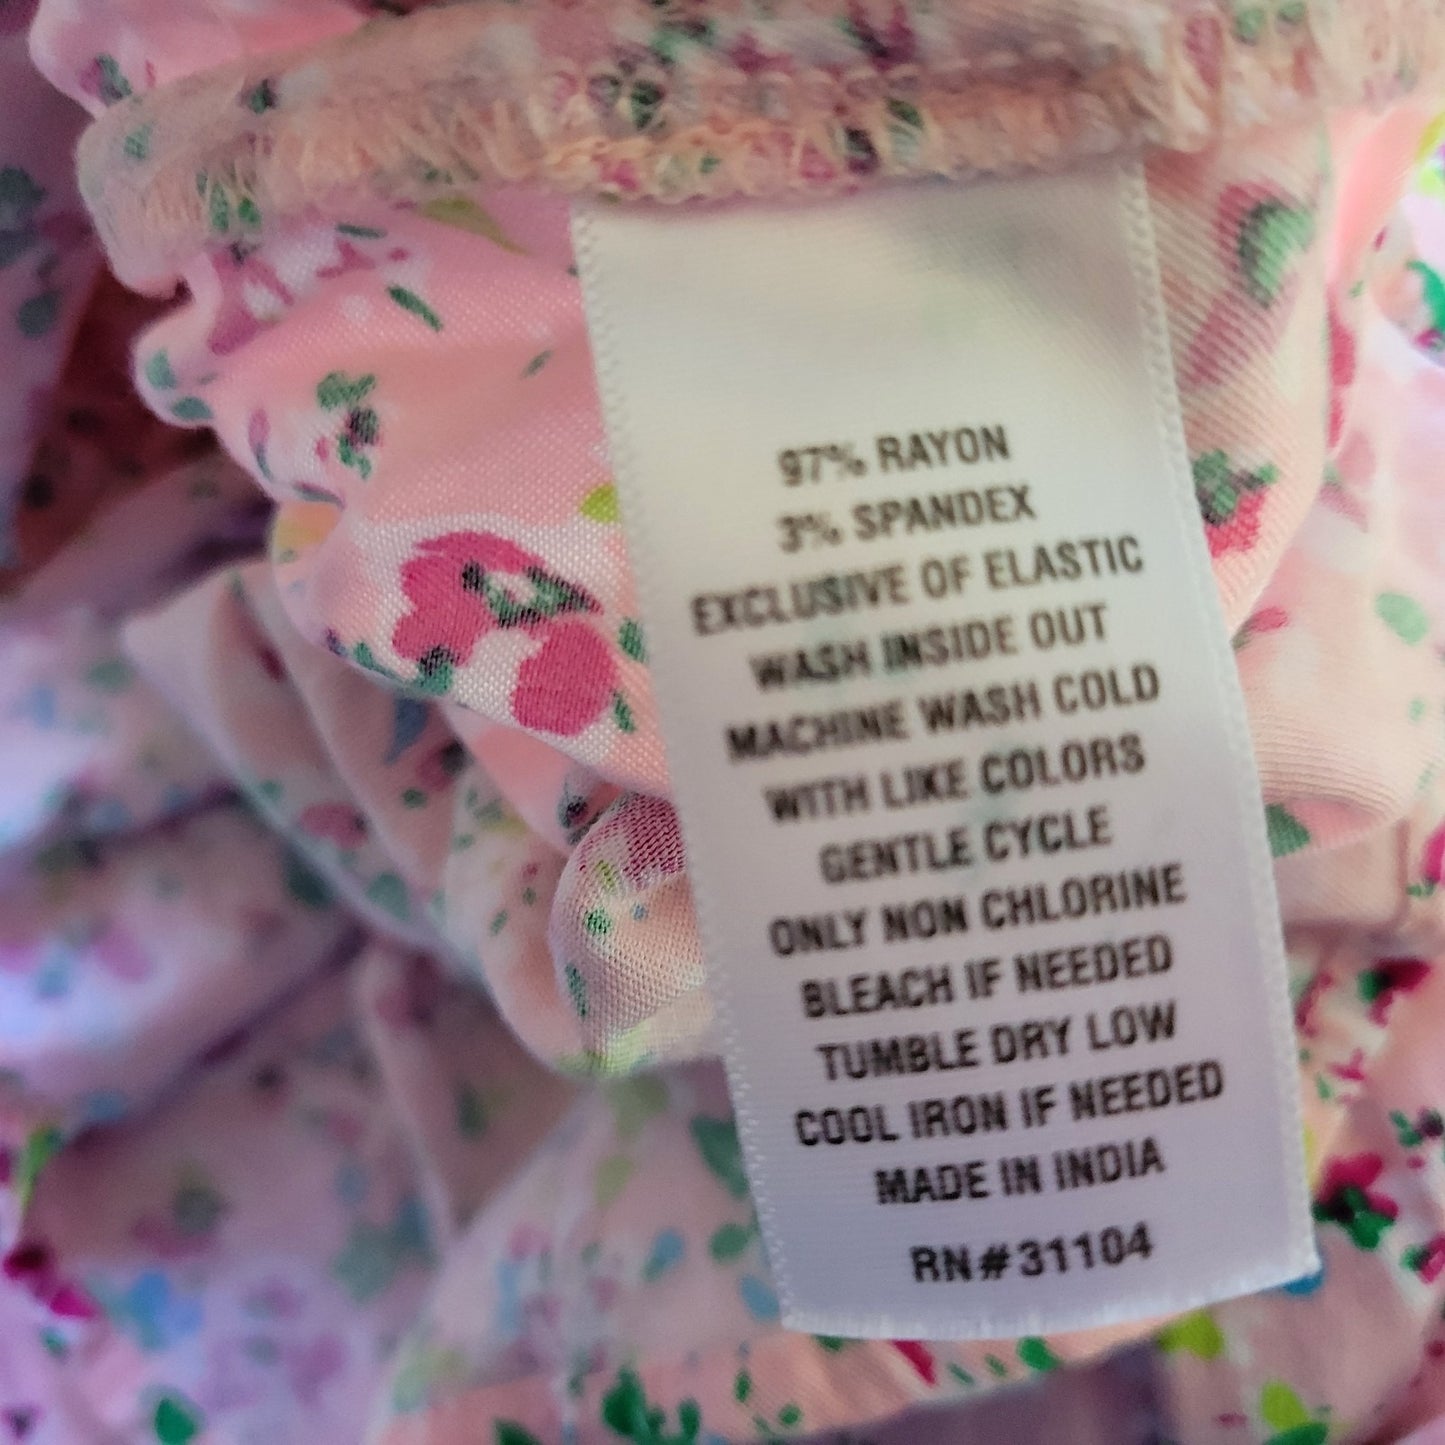 97% RAYON
3% SPANDEX
EXCLUSIVE OF ELASTIC
WASH INSIDE OUT
MACHINE WASH COLD
WITH LIKE COLORS
GENTLE CYCLE
ONLY NON CHLORINE
BLEACH IF NEEDED
TUMBLE DRY LOW
COOL IRON IF NEEDED
MADE IN INDIA
RN#31104